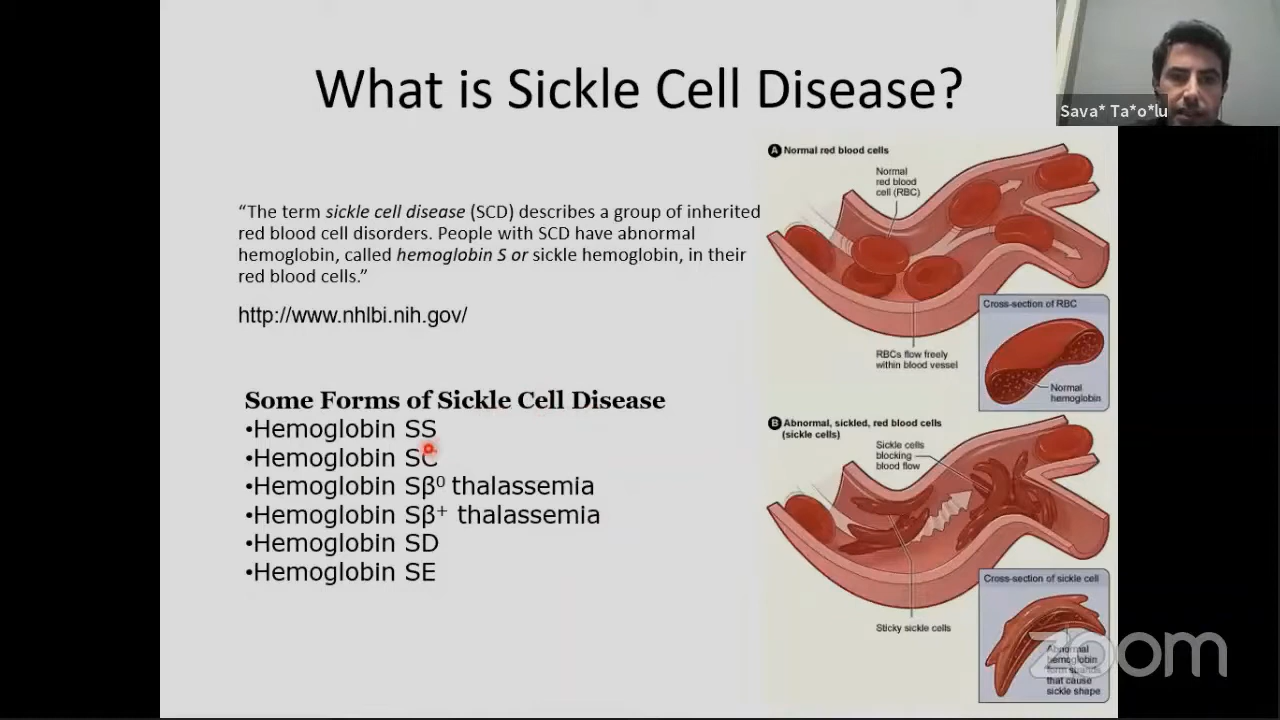 What is Sickle Cell Disease?
Sava* Ta*o*lu
“The term sickle cell disease (SCD) describes a group of inherited
red blood cell disorders. People with SCD have abnormal
hemoglobin, called hemoglobin S or sickle hemoglobin, in their
red blood cells.”
http://www.nhlbi.nih.gov/
Some Forms of Sickle Cell Disease
•Hemoglobin SS
•Hemoglobin SC
•Hemoglobin Sβ⁰ thalassemia
•Hemoglobin Sβ⁺ thalassemia
•Hemoglobin SD
•Hemoglobin SE
A Normal red blood cells
Normal
red blood
cell (RBC)
Cross-section of RBC
RBCs flow freely
within blood vessel
Normal
hemoglobin
B Abnormal, sickled, red blood cells
(sickle cells)
Sickle cells
blocking
blood flow
Cross-section of sickle cell
Sticky sickle cells
Abnormal
hemoglobin
form strands
that cause
sickle shape
zoom